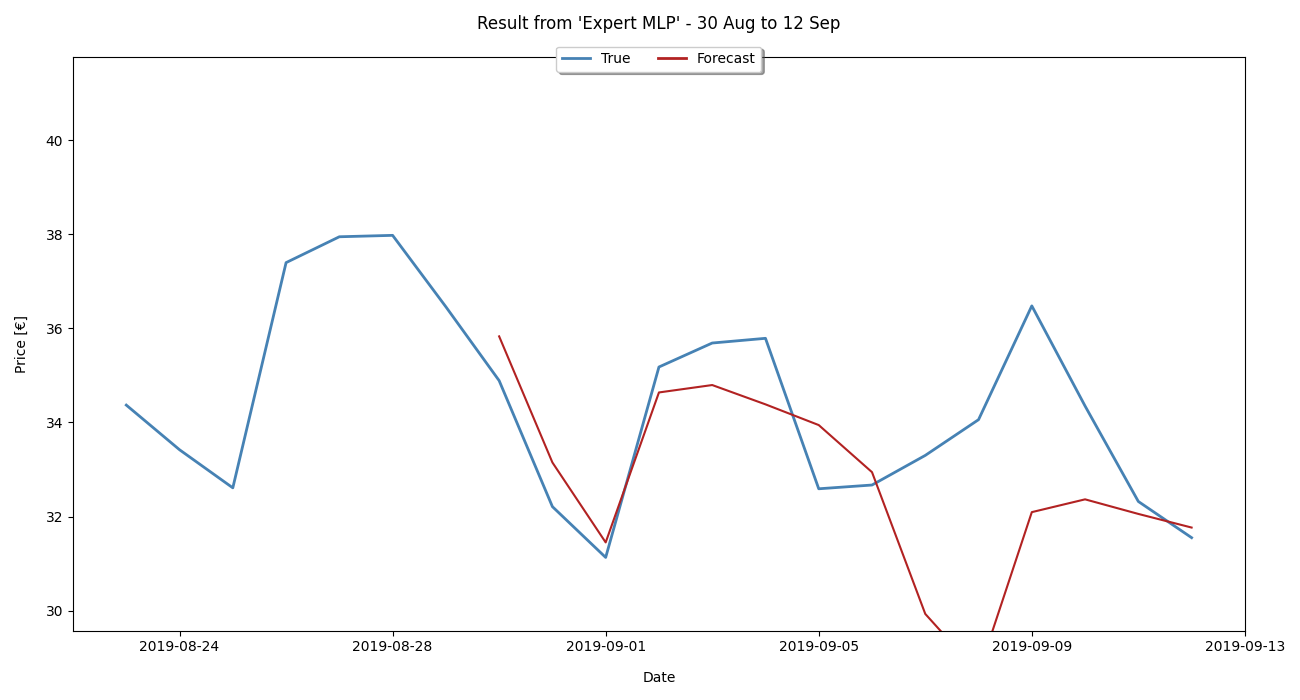 Result from 'Expert MLP' - 30 Aug to 12 Sep
True Forecast
Price [€]
40
38
36
34
32
30
2019-08-24 2019-08-28 2019-09-01 2019-09-05 2019-09-09 2019-09-13
Date